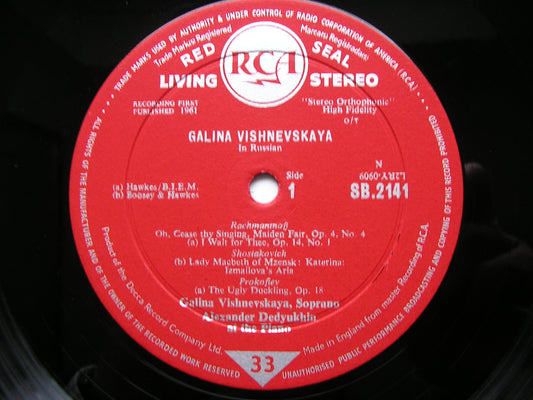 TRADE MARKS USED BY AUTHORITY & UNDER CONTROL OF RADIO CORPORATION OF AMERICA (R.C.A.)
Trade Marks Registered
Marcas Registradas
RED SEAL
RCA
LIVING STEREO
RECORDING FIRST
PUBLISHED 1961
"Stereo Orthophonic"
High Fidelity
O/T
GALINA VISHNEVSKAYA
In Russian
N
L2RY-6069
Side
1
SB.2141
(a) Hawkes/B.I.E.M.
(b) Boosey & Hawkes
Rachmaninoff
Oh, Cease thy Singing, Maiden Fair, Op. 4, No. 4
(a) I Wait for Thee, Op. 14, No. 1
Shostakovich
(b) Lady Macbeth of Mzensk: Katerina:
Izmailova's Aria
Prokofiev
(a) The Ugly Duckling, Op. 18
Galina Vishnevskaya, Soprano
Alexander Dedyukhin
at the Piano
Product of the Decca Record Company Ltd.
Made in England from master Recording of R.C.A.
33
ALL RIGHTS OF THE MANUFACTURER AND OF THE OWNER OF THE RECORDED WORK RESERVED
UNAUTHORISED PUBLIC PERFORMANCE BROADCASTING AND COPYING OF THIS RECORD PROHIBITED